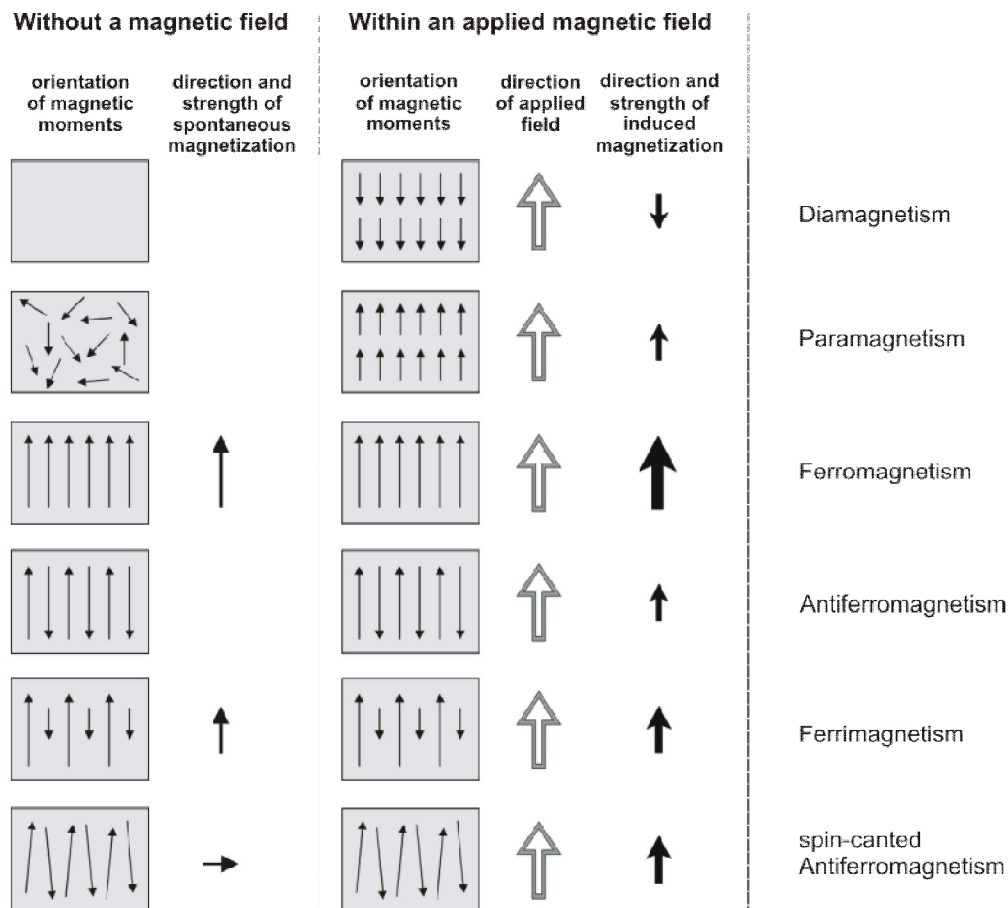 Without a magnetic field
Within an applied magnetic field
orientation
of magnetic
moments
direction and
strength of
spontaneous
magnetization
orientation
of magnetic
moments
direction
of applied
field
direction and
strength of
induced
magnetization
Diamagnetism
Paramagnetism
Ferromagnetism
Antiferromagnetism
Ferrimagnetism
spin-canted
Antiferromagnetism